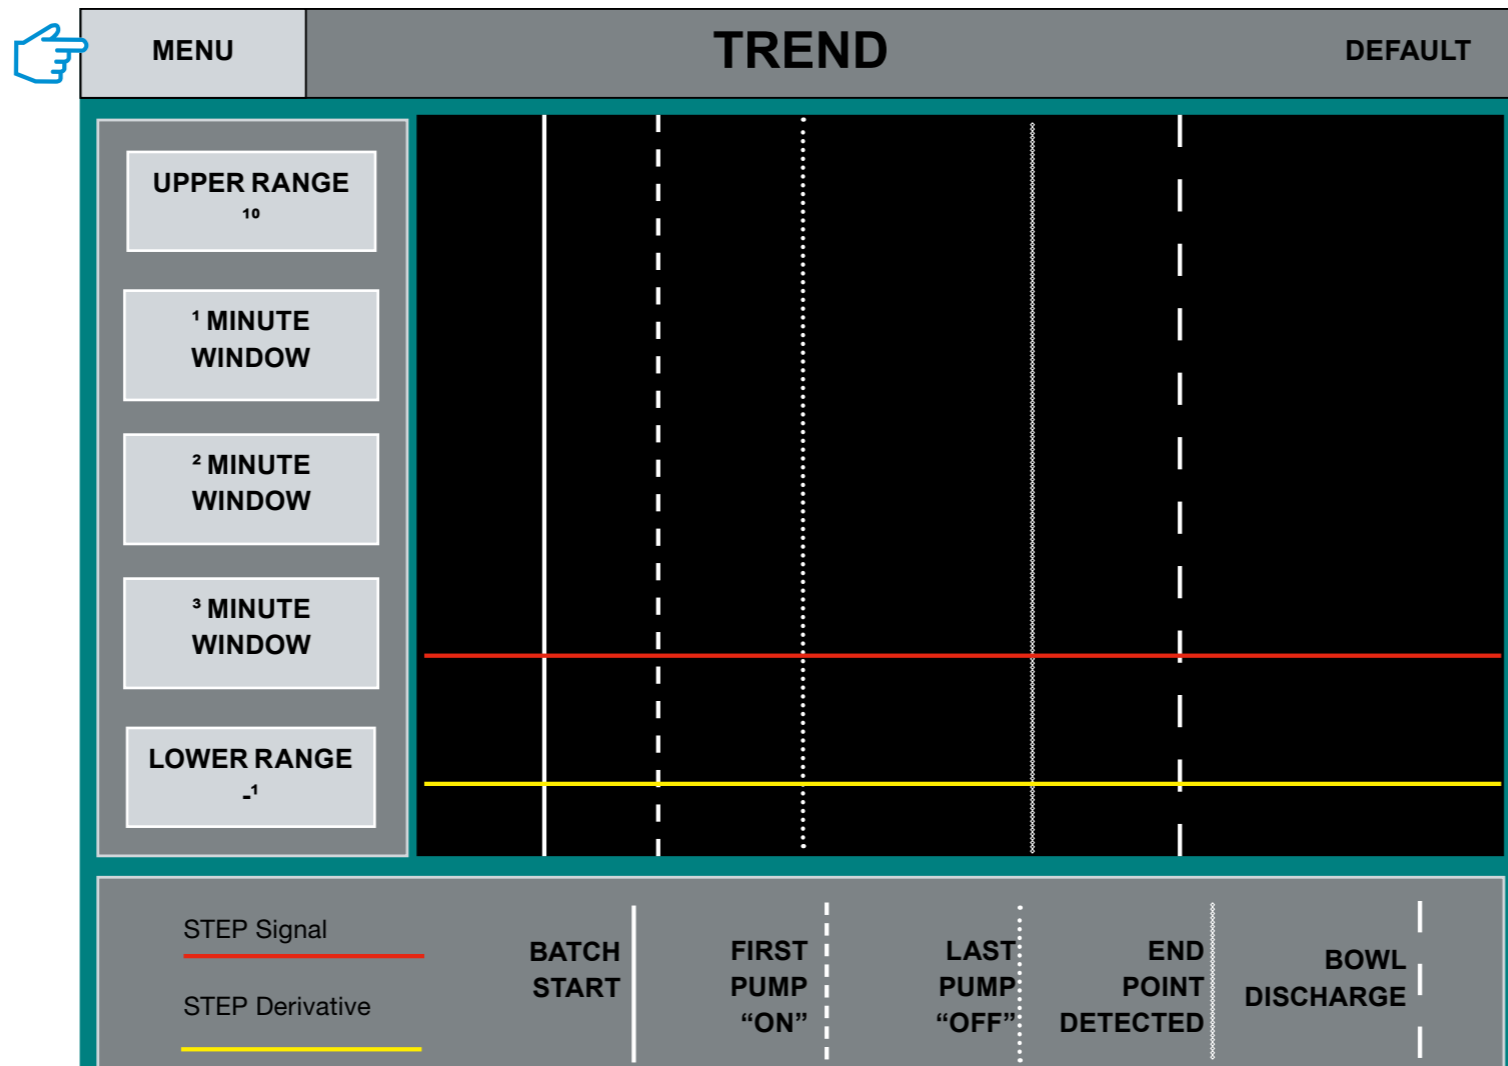 MENU
TREND
DEFAULT
UPPER RANGE
¹⁰
¹ MINUTE
WINDOW
² MINUTE
WINDOW
³ MINUTE
WINDOW
LOWER RANGE
-¹
STEP Signal
STEP Derivative
BATCH
START
FIRST
PUMP
“ON”
LAST
PUMP
“OFF”
END
POINT
DETECTED
BOWL
DISCHARGE